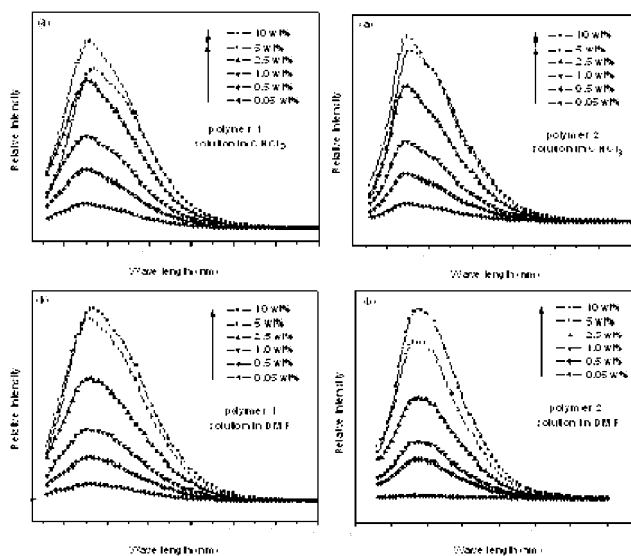 10 wt%
5 wt%
2.5 wt%
1.0 wt%
0.5 wt%
0.05 wt%
polymer 1
solution in CHCl3
Relative Intensity
Wave length (nm)
(a)
10 wt%
5 wt%
2.5 wt%
1.0 wt%
0.5 wt%
0.05 wt%
polymer 2
solution in CHCl3
Relative Intensity
Wave length (nm)
(b)
10 wt%
5 wt%
2.5 wt%
1.0 wt%
0.5 wt%
0.05 wt%
polymer 1
solution in DMF
Relative Intensity
Wave length (nm)
10 wt%
5 wt%
2.5 wt%
1.0 wt%
0.5 wt%
0.05 wt%
polymer 2
solution in DMF
Relative Intensity
Wave length (nm)